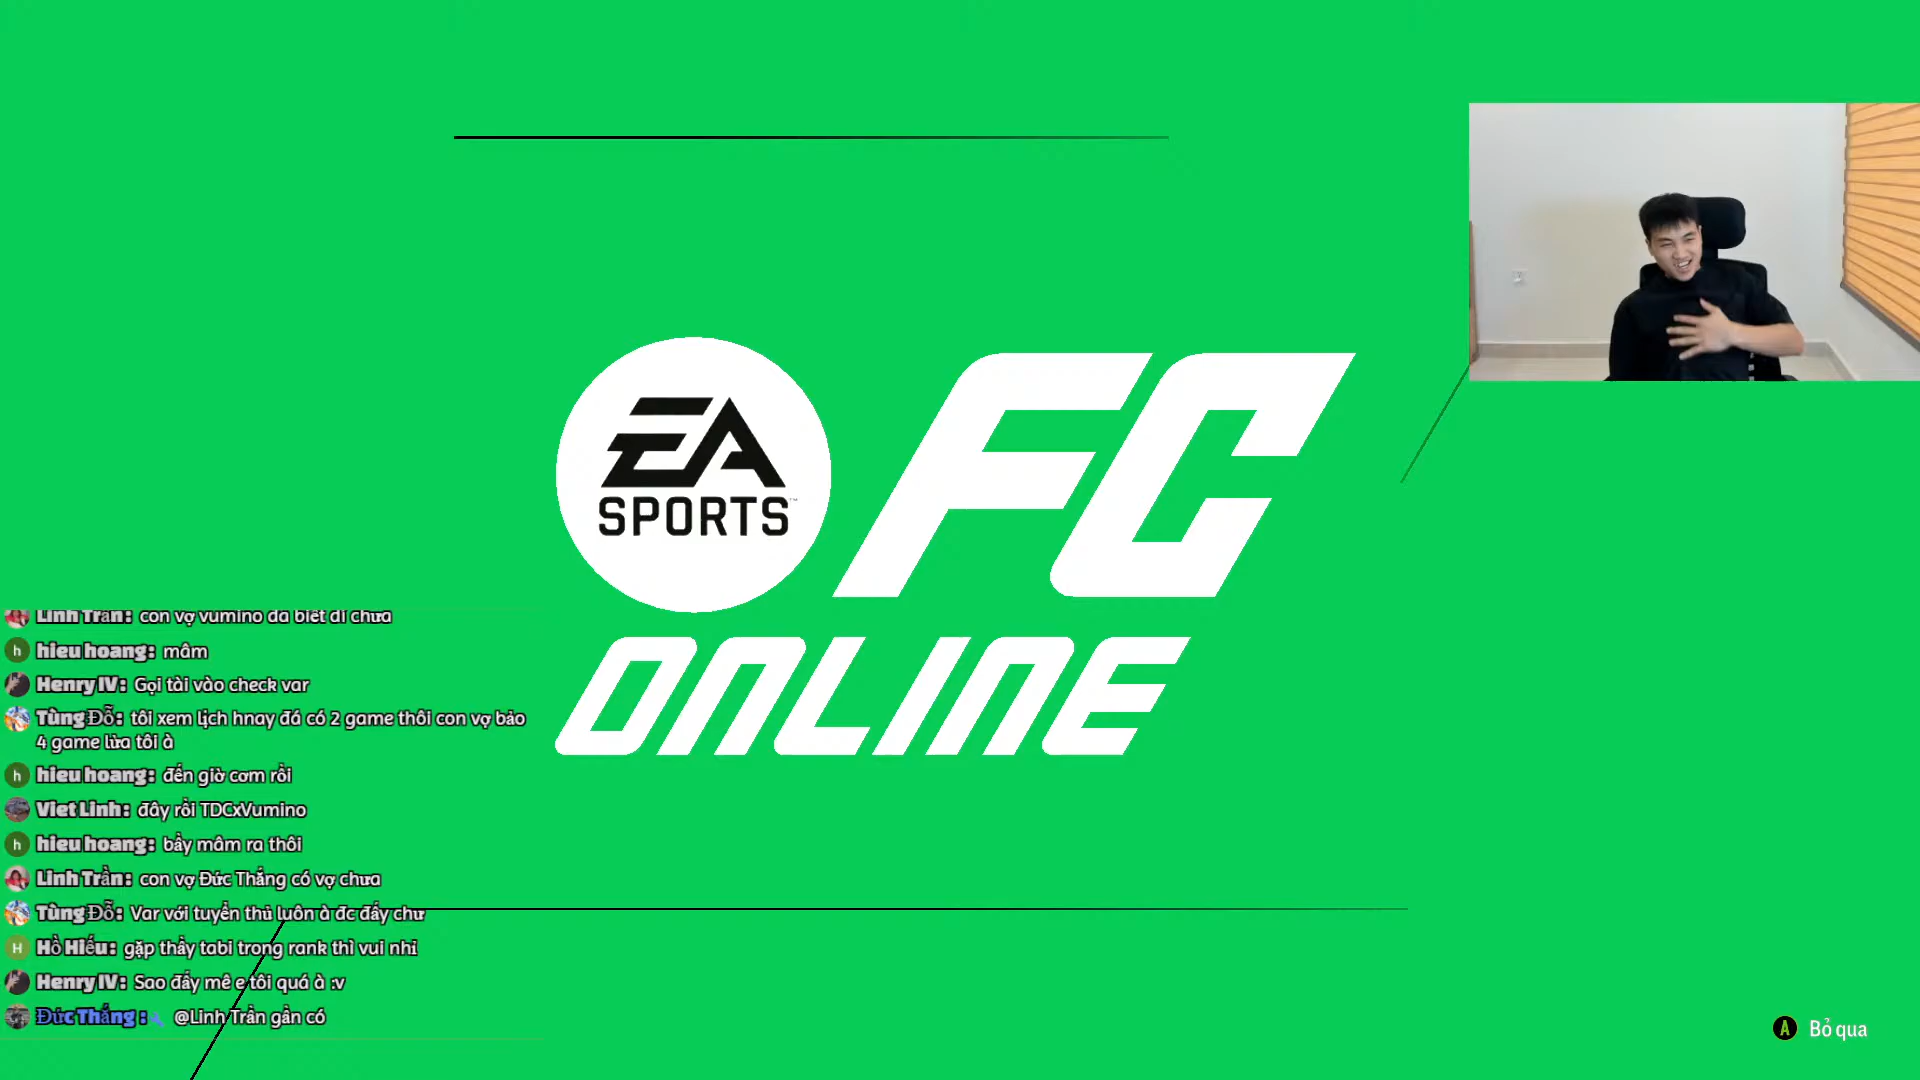 EA
SPORTS™
FC
ONLINE
Linh Trần: con vợ vumino đã biết đi chưa
h hieu hoang: mâm
Henry IV: Gọi tài vào check var
Tùng Đỗ: tôi xem lịch hnay đá có 2 game thôi con vợ bảo
4 game lừa tôi à
h hieu hoang: đến giờ cơm rồi
Viet Linh: đây rồi TDCxVumino
h hieu hoang: bầy mâm ra thôi
Linh Trần: con vợ Đức Thắng có vợ chưa
Tùng Đỗ: Var với tuyển thủ luôn à đc đấy chư
H Hồ Hiếu: gặp thầy tabi trong rank thì vui nhỉ
Henry IV: Sao đấy mê e tôi quá à :v
Đức Thắng: @Linh Trần gần có
A Bỏ qua